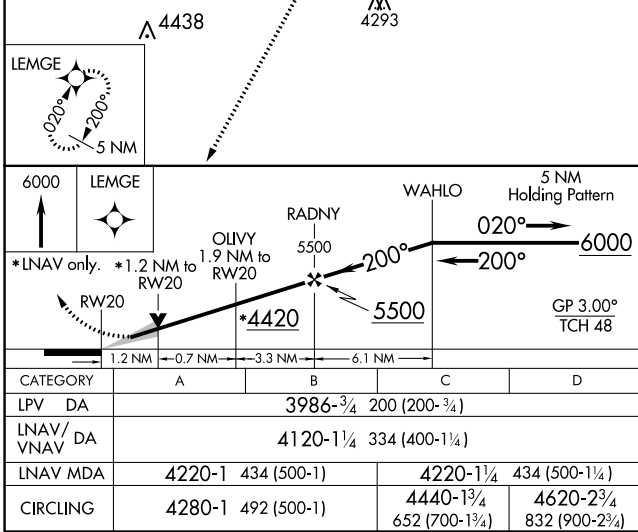 4438
4293
LEMGE
020°
200°
5 NM
6000
LEMGE
5 NM
Holding Pattern
WAHLO
RADNY
5500
020°
200°
6000
200°
*LNAV only.
*1.2 NM to
RW20
OLIVY
1.9 NM to
RW20
RW20
*4420
5500
GP 3.00°
TCH 48
1.2 NM
0.7 NM
3.3 NM
6.1 NM
CATEGORY A B C D
LPV DA 3986-¾ 200 (200-¾)
LNAV/VNAV DA 4120-1¼ 334 (400-1¼)
LNAV MDA 4220-1 434 (500-1) 4220-1¼ 434 (500-1¼)
CIRCLING 4280-1 492 (500-1) 4440-1¾ 652 (700-1¾) 4620-2¾ 832 (900-2¾)